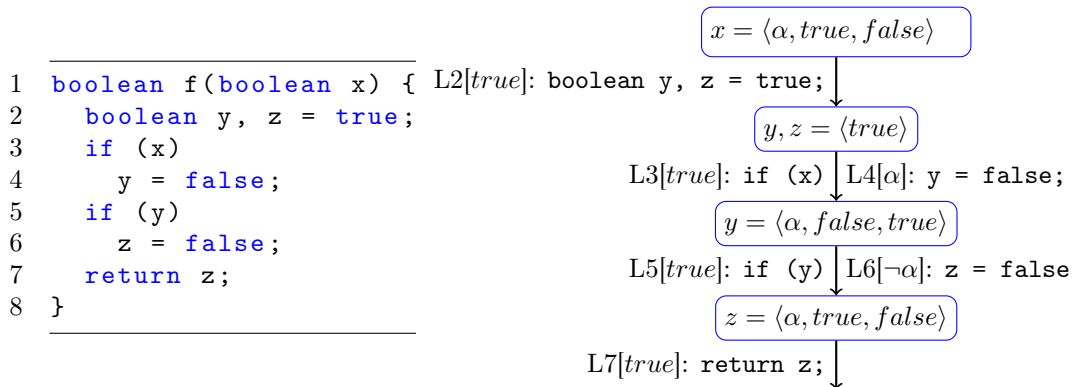 1 boolean f(boolean x) {
2 boolean y, z = true;
3 if (x)
4 y = false;
5 if (y)
6 z = false;
7 return z;
8 }
x = ⟨α, true, false⟩
L2[true]: boolean y, z = true;
y, z = ⟨true⟩
L3[true]: if (x) L4[α]: y = false;
y = ⟨α, false, true⟩
L5[true]: if (y) L6[¬α]: z = false
z = ⟨α, true, false⟩
L7[true]: return z;